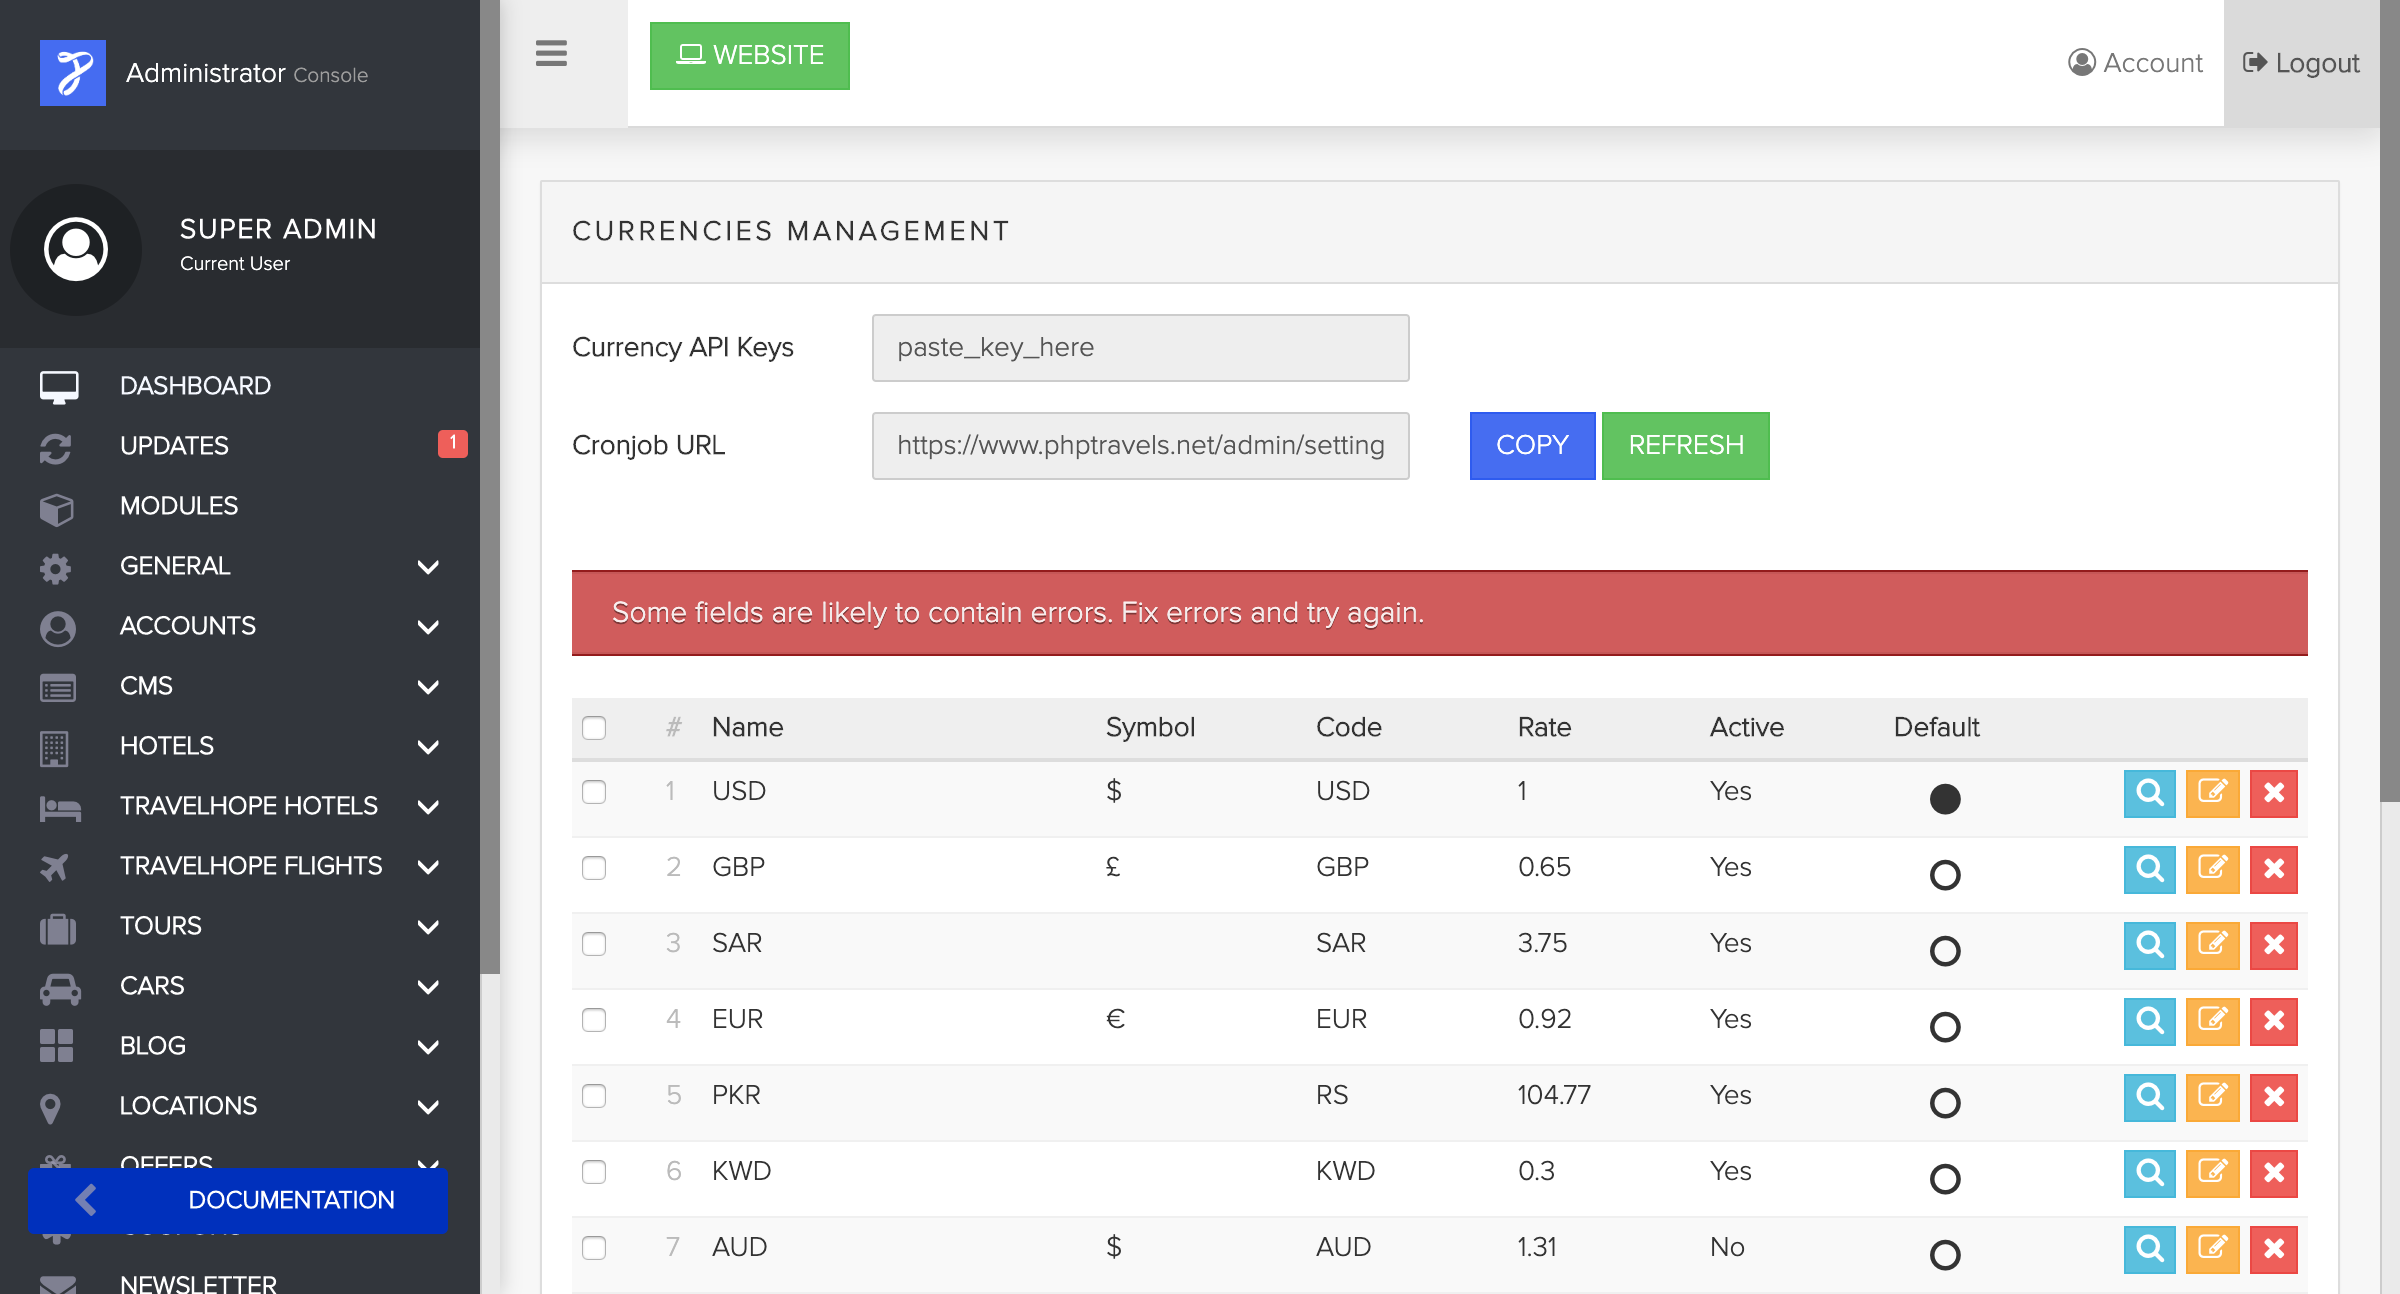 Administrator Console
WEBSITE
Account
Logout
SUPER ADMIN
Current User
DASHBOARD
UPDATES 1
MODULES
GENERAL
ACCOUNTS
CMS
HOTELS
TRAVELHOPE HOTELS
TRAVELHOPE FLIGHTS
TOURS
CARS
BLOG
LOCATIONS
OFFERS
DOCUMENTATION
NEWSLETTER
CURRENCIES MANAGEMENT
Currency API Keys paste_key_here
Cronjob URL https://www.phptravels.net/admin/setting COPY REFRESH
Some fields are likely to contain errors. Fix errors and try again.
# Name Symbol Code Rate Active Default
1 USD $ USD 1 Yes
2 GBP £ GBP 0.65 Yes
3 SAR SAR 3.75 Yes
4 EUR € EUR 0.92 Yes
5 PKR RS 104.77 Yes
6 KWD KWD 0.3 Yes
7 AUD $ AUD 1.31 No